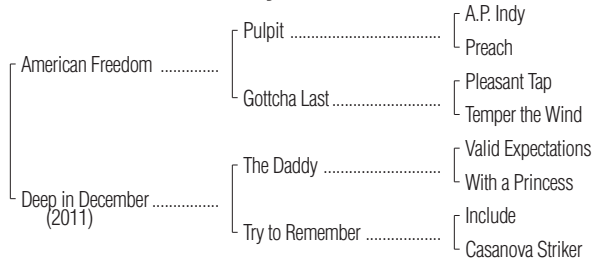 A.P. Indy
Pulpit ..............................
Preach
American Freedom ..............
Pleasant Tap
Gottcha Last......................
Temper the Wind
Valid Expectations
The Daddy ........................
With a Princess
Deep in December................
(2011)
Include
Try to Remember ................
Casanova Striker